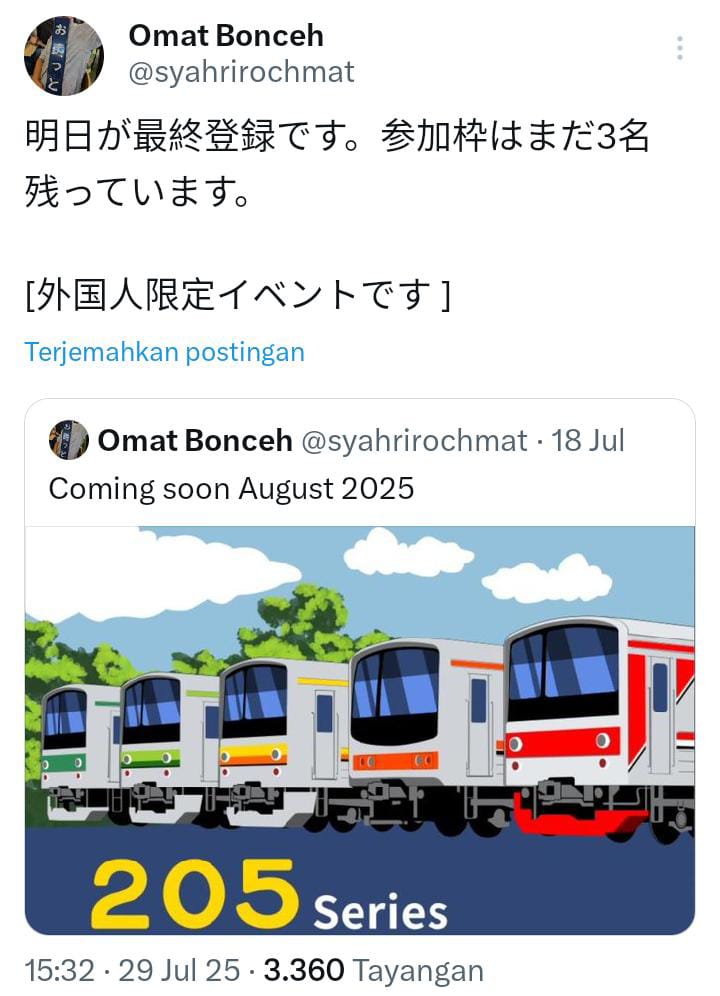 Omat Bonceh
@syahrirochmat
明日が最終登録です。参加枠はまだ3名
残っています。
[外国人限定イベントです ]
Terjemahkan postingan
Omat Bonceh @syahrirochmat · 18 Jul
Coming soon August 2025
205 Series
15:32 · 29 Jul 25 · 3.360 Tayangan